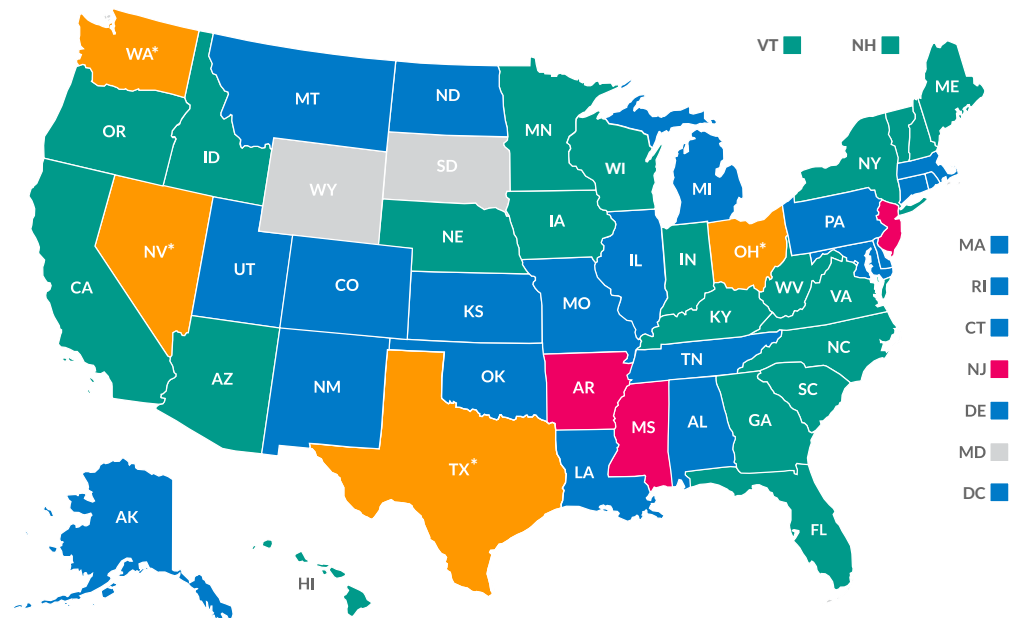 VT
NH
WA*
MT
ND
MN
ME
OR
ID
WY
SD
WI
MI
NY
NV*
UT
CO
NE
IA
IL
IN
OH*
PA
CA
KS
MO
KY
WV
VA
MA
RI
CT
NJ
DE
MD
DC
AZ
NM
OK
AR
TN
NC
SC
TX*
LA
MS
AL
GA
FL
AK
HI